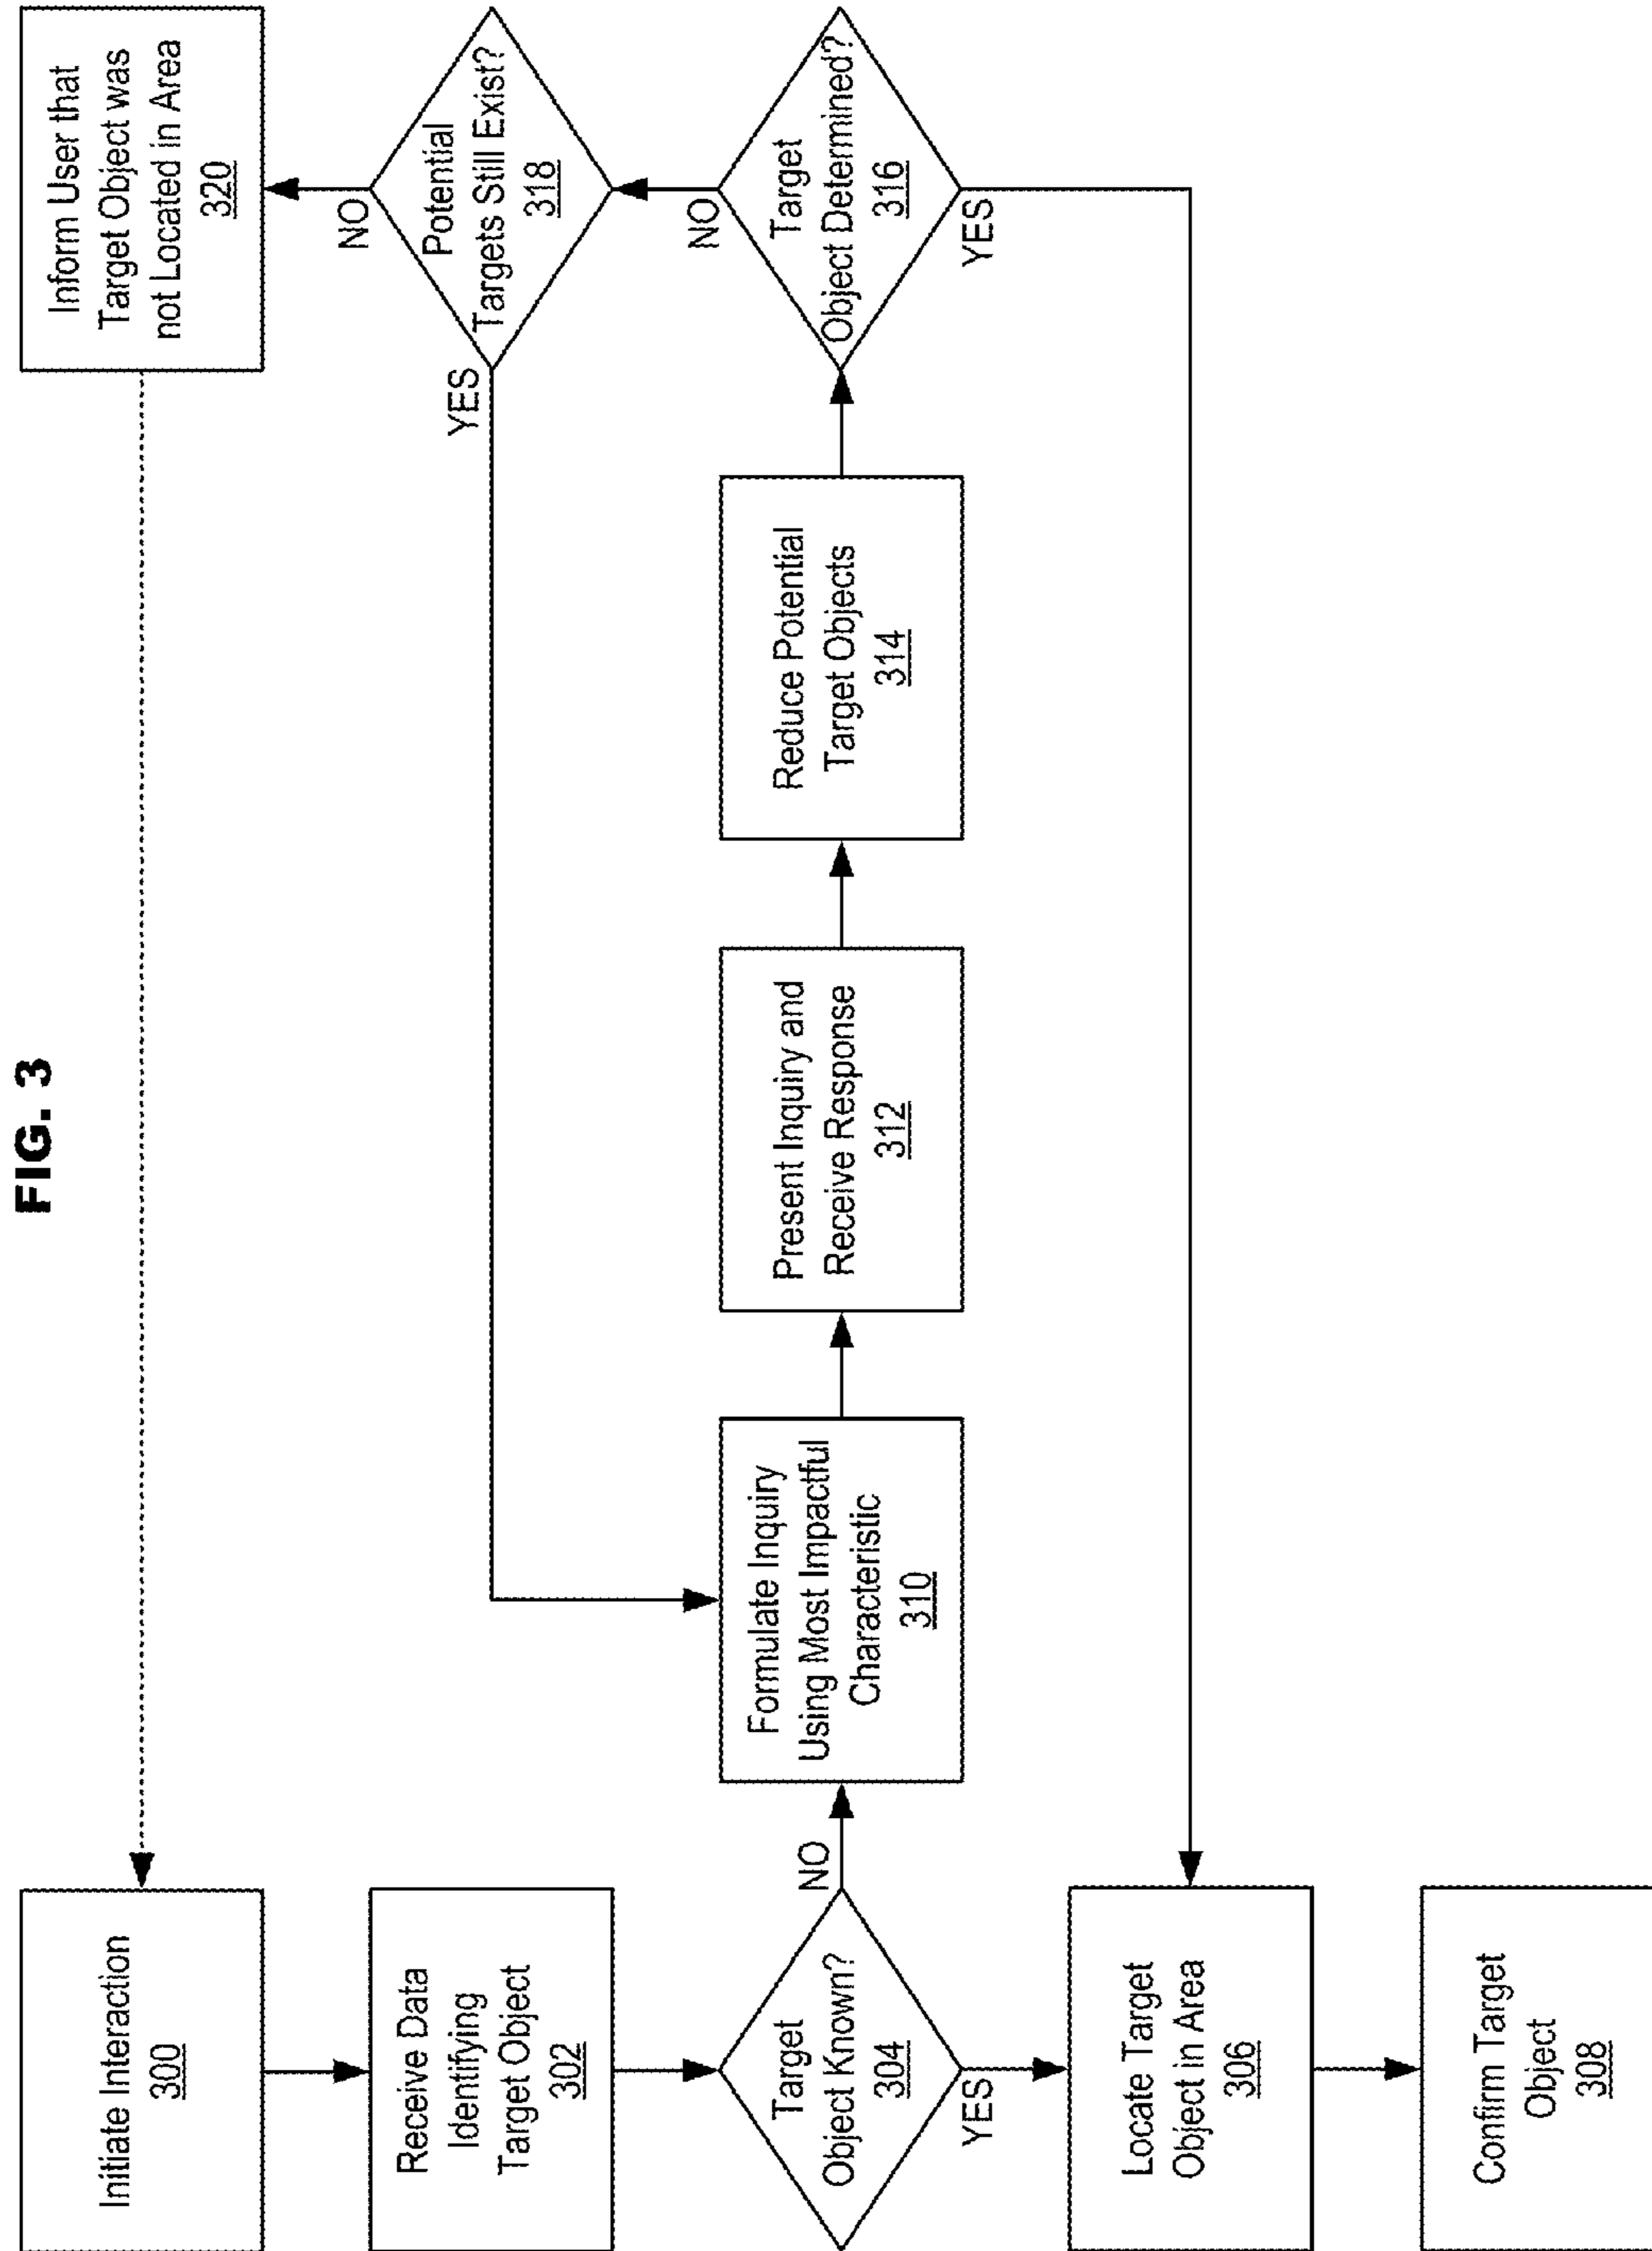 FIG. 3
Initiate Interaction
300
Receive Data
Identifying
Target Object
302
Target
Object Known?
304
NO
YES
Locate Target
Object in Area
306
Confirm Target
Object
308
Formulate Inquiry
Using Most Impactful
Characteristic
310
Present Inquiry and
Receive Response
312
Reduce Potential
Target Objects
314
Target
Object Determined?
316
NO
YES
Potential
Targets Still Exist?
318
YES
NO
Inform User that
Target Object was
not Located in Area
320